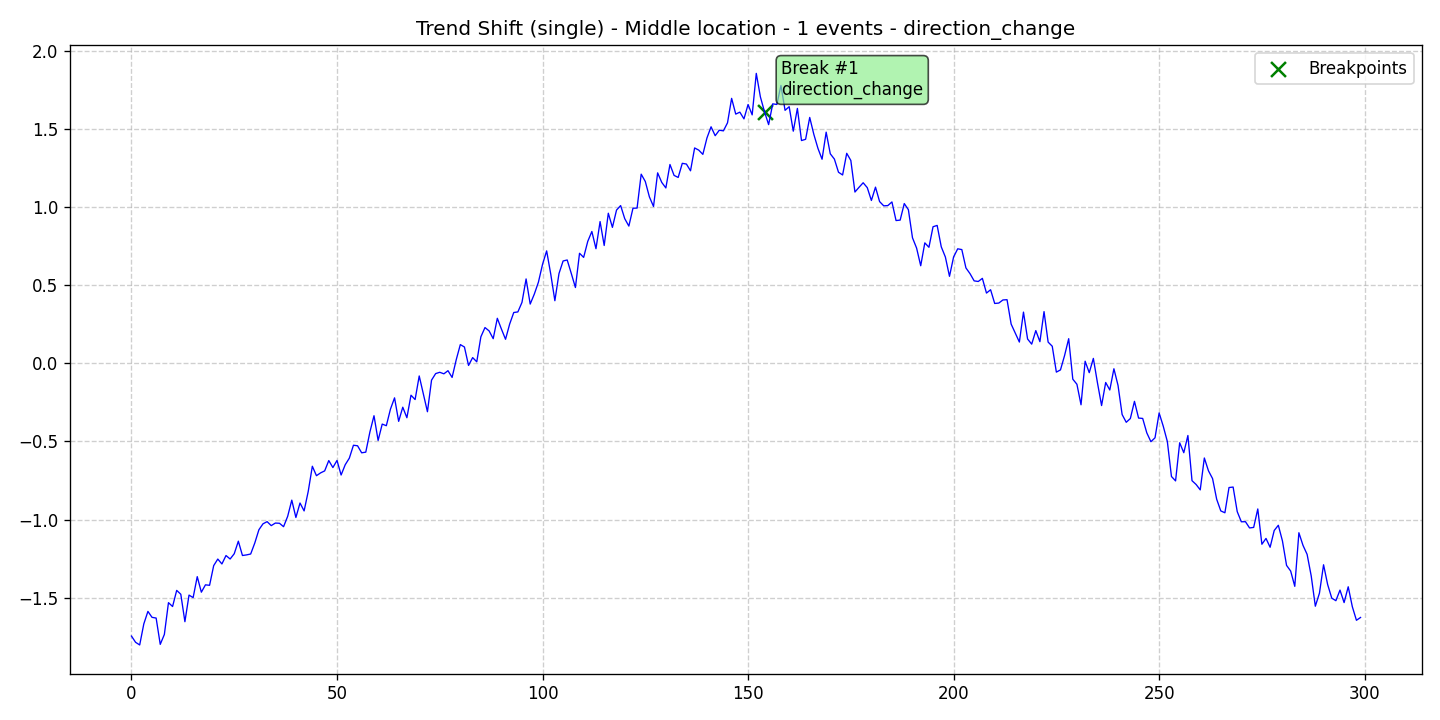 Trend Shift (single) - Middle location - 1 events - direction_change
Break #1
direction_change
Breakpoints
2.0
1.5
1.0
0.5
0.0
−0.5
−1.0
−1.5
0 50 100 150 200 250 300